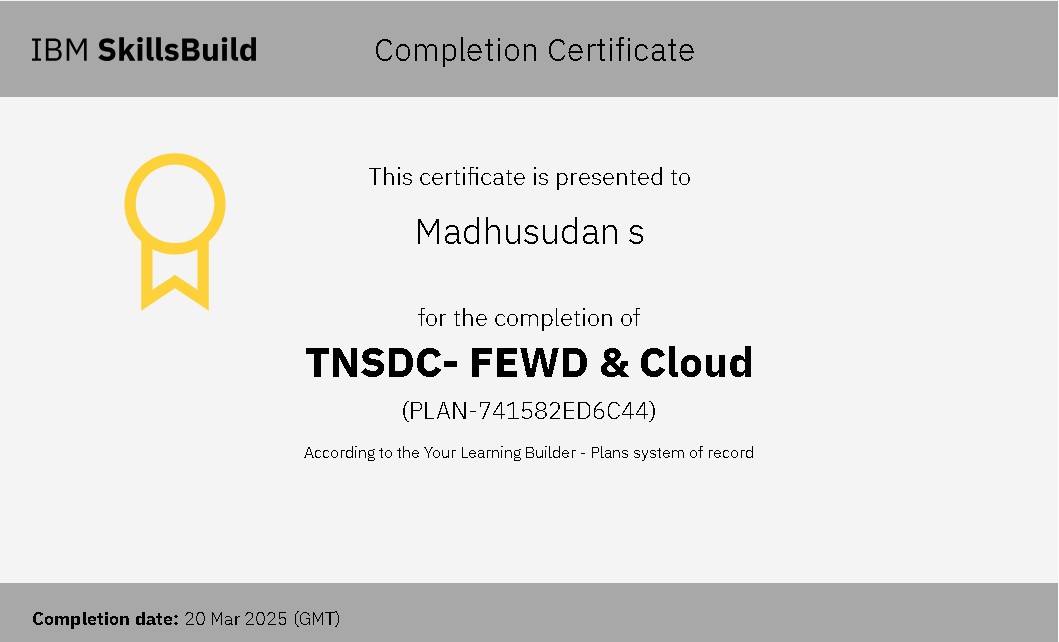 IBM SkillsBuild
Completion Certificate
This certificate is presented to
Madhusudan s
for the completion of
TNSDC- FEWD & Cloud
(PLAN-741582ED6C44)
According to the Your Learning Builder - Plans system of record
Completion date: 20 Mar 2025 (GMT)